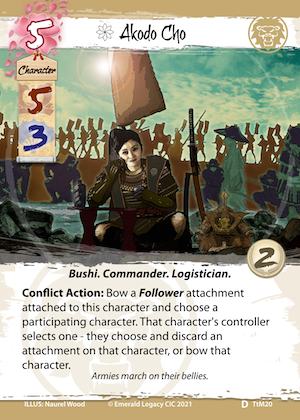 5
Akodo Cho
Character
5
3
2
Bushi. Commander. Logistician.
Conflict Action: Bow a Follower attachment
attached to this character and choose a
participating character. That character's controller
selects one - they choose and discard an
attachment on that character, or bow that
character.
Armies march on their bellies.
ILLUS: Naurel Wood © Emerald Legacy CIC 2021 D TtM20